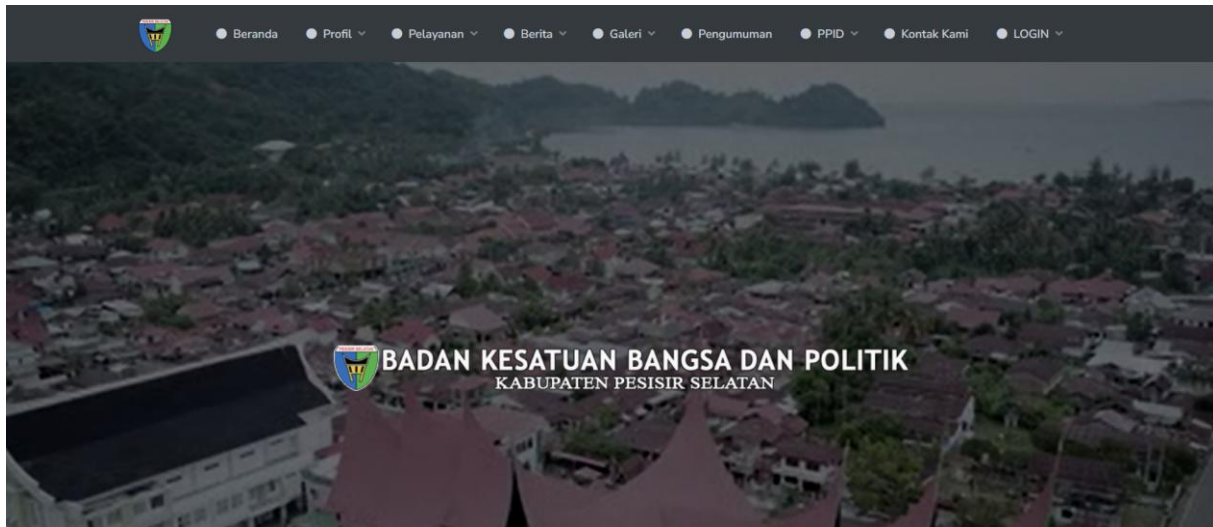 Beranda
Profil
Pelayanan
Berita
Galeri
Pengumuman
PPID
Kontak Kami
LOGIN
BADAN KESATUAN BANGSA DAN POLITIK
KABUPATEN PESISIR SELATAN